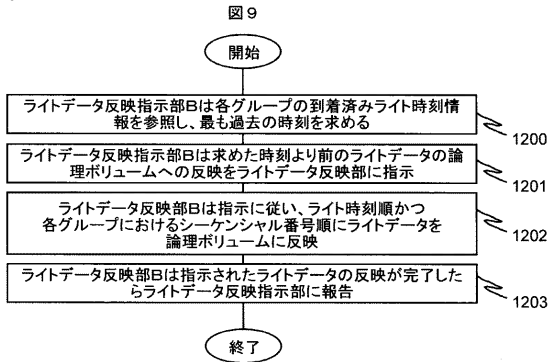 図9
開始
ライトデータ反映指示部Bは各グループの到着済みライト時刻情
報を参照し、最も過去の時刻を求める
1200
ライトデータ反映指示部Bは求めた時刻より前のライトデータの論
理ボリュームへの反映をライトデータ反映部に指示
1201
ライトデータ反映部Bは指示に従い、ライト時刻順かつ
各グループにおけるシーケンシャル番号順にライトデータを
論理ボリュームに反映
1202
ライトデータ反映部Bは指示されたライトデータの反映が完了した
らライトデータ反映指示部に報告
1203
終了